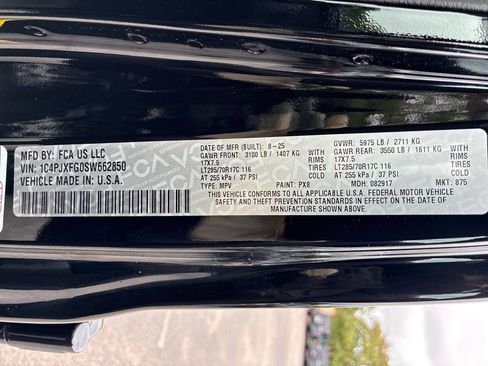 MFD BY: FCA US LLC
VIN: 1C4PJXFG0SW562850
VEHICLE MADE IN: U.S.A.
DATE OF MFR (BUILT): 8-25
GAWR FRONT: 3100 LB / 1407 KG
17X7.5
LT285/70R17C 116
AT 255 kPa / 37 PSI
TYPE: MPV
PAINT: PX8
RIMS
TIRES
COLD
GVWR: 5975 LB / 2711 KG
GAWR REAR: 3550 LB / 1611 KG
17X7.5
LT285/70R17C 116
AT 255 kPa / 37 PSI
MDH: 082917
RIMS
TIRES
COLD
MKT: 875
THIS VEHICLE CONFORMS TO ALL APPLICABLE U.S.A. FEDERAL MOTOR VEHICLE
SAFETY AND THEFT PREVENTION STANDARDS IN EFFECT ON THE DATE OF
MANUFACTURE SHOWN ABOVE.